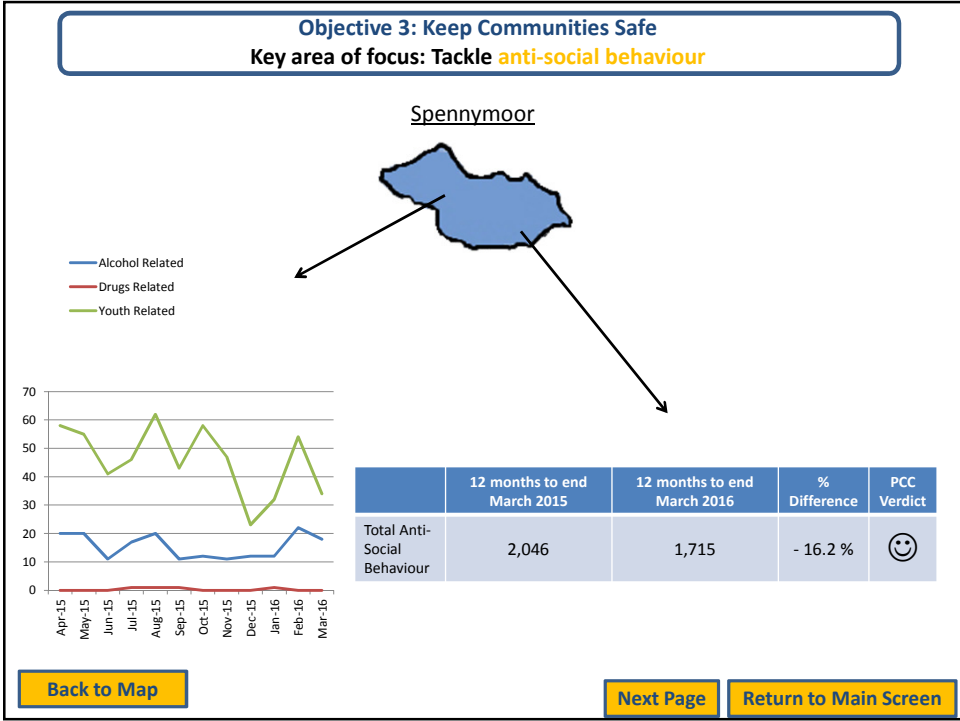 Objective 3: Keep Communities Safe
Key area of focus: Tackle anti-social behaviour
Spennymoor
Alcohol Related
Drugs Related
Youth Related
70
60
50
40
30
20
10
0
Apr-15
May-15
Jun-15
Jul-15
Aug-15
Sep-15
Oct-15
Nov-15
Dec-15
Jan-16
Feb-16
Mar-16
12 months to end March 2015
12 months to end March 2016
% Difference
PCC Verdict
Total Anti-Social Behaviour
2,046
1,715
- 16.2 %
Back to Map
Next Page
Return to Main Screen